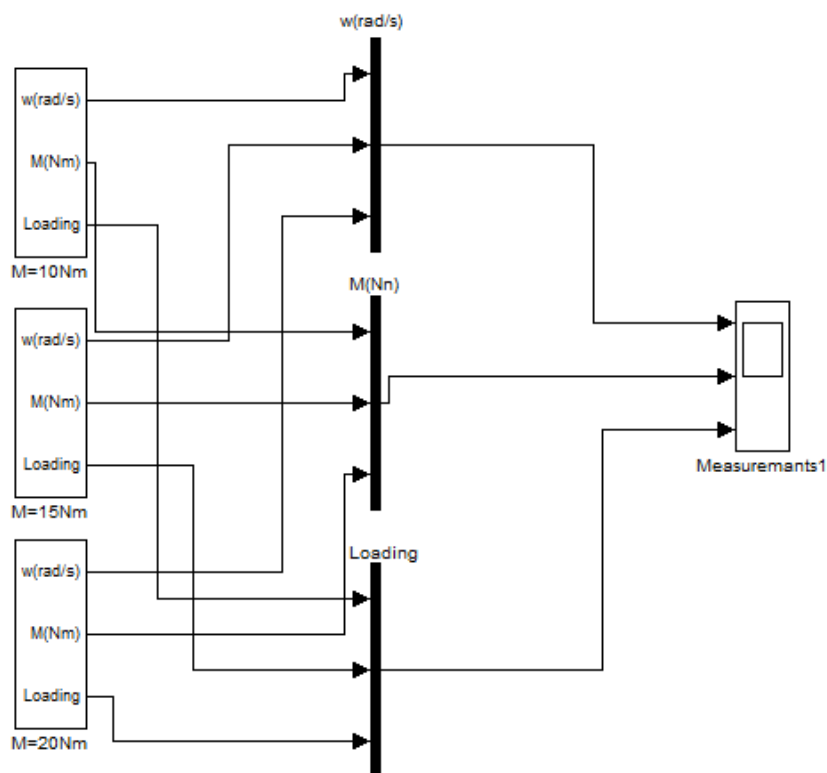 w(rad/s)
w(rad/s)
M(Nm)
Loading
M=10Nm
M(Nn)
w(rad/s)
M(Nm)
Loading
Measuremants1
M=15Nm
Loading
w(rad/s)
M(Nm)
Loading
M=20Nm